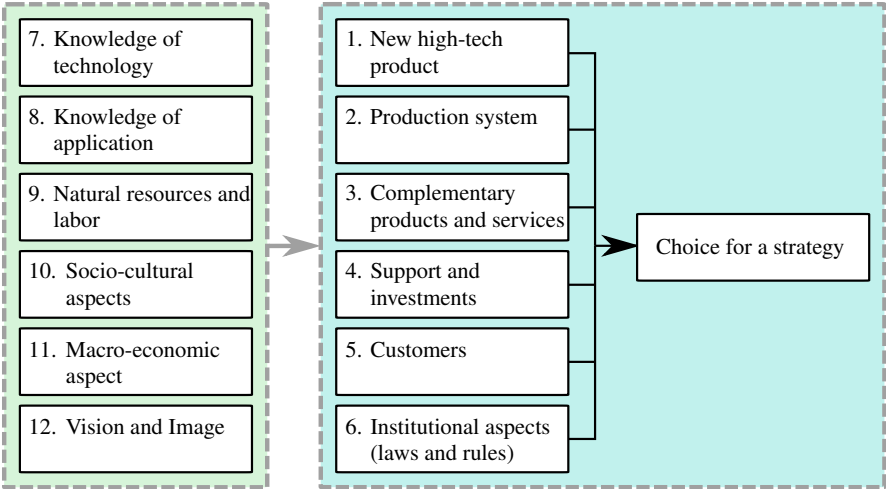 7. Knowledge of
technology
8. Knowledge of
application
9. Natural resources and
labor
10. Socio-cultural
aspects
11. Macro-economic
aspect
12. Vision and Image
1. New high-tech
product
2. Production system
3. Complementary
products and services
4. Support and
investments
5. Customers
6. Institutional aspects
(laws and rules)
Choice for a strategy